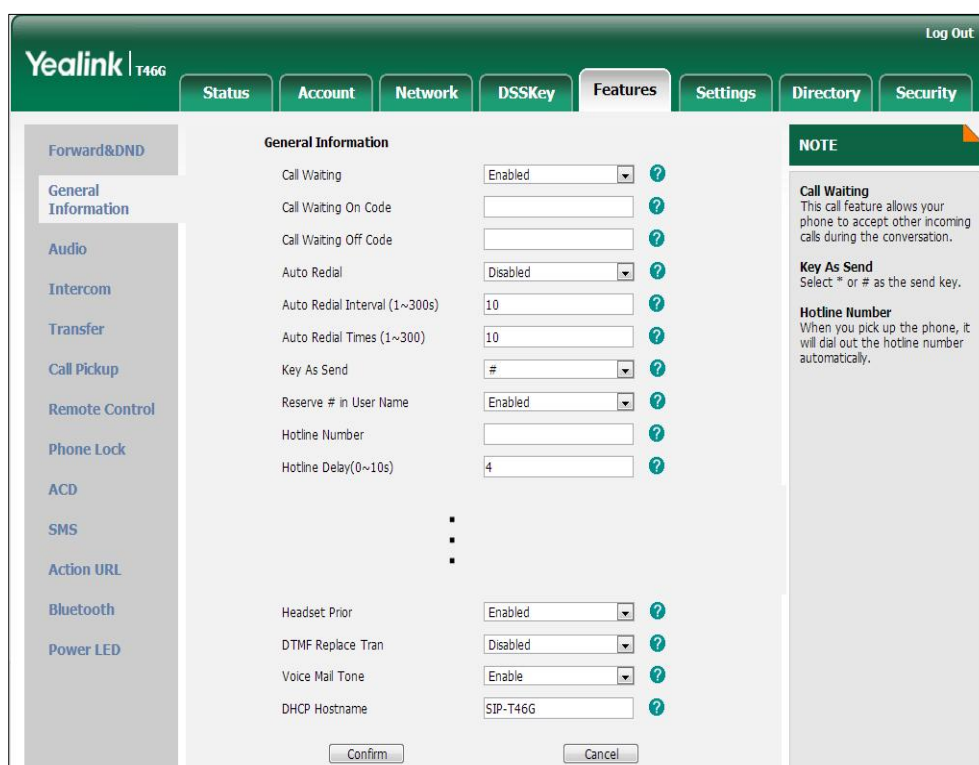 Log Out
Yealink | T46G
Status Account Network DSSKey Features Settings Directory Security
Forward&DND
General
Information
Audio
Intercom
Transfer
Call Pickup
Remote Control
Phone Lock
ACD
SMS
Action URL
Bluetooth
Power LED
General Information
Call Waiting Enabled ?
Call Waiting On Code ?
Call Waiting Off Code ?
Auto Redial Disabled ?
Auto Redial Interval (1~300s) 10 ?
Auto Redial Times (1~300) 10 ?
Key As Send # ?
Reserve # in User Name Enabled ?
Hotline Number ?
Hotline Delay(0~10s) 4 ?
Headset Prior Enabled ?
DTMF Replace Tran Disabled ?
Voice Mail Tone Enable ?
DHCP Hostname SIP-T46G ?
Confirm Cancel
NOTE
Call Waiting
This call feature allows your
phone to accept other incoming
calls during the conversation.
Key As Send
Select * or # as the send key.
Hotline Number
When you pick up the phone, it
will dial out the hotline number
automatically.